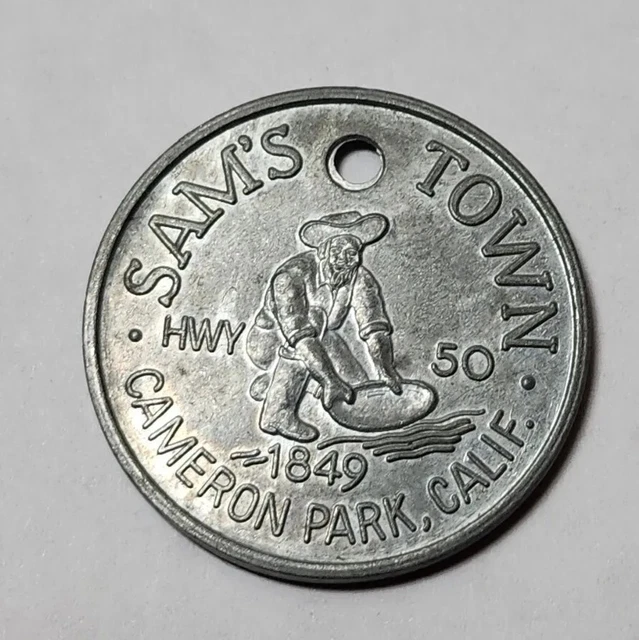 SAM'S TOWN
HWY 50
1849
CAMERON PARK, CALIF.